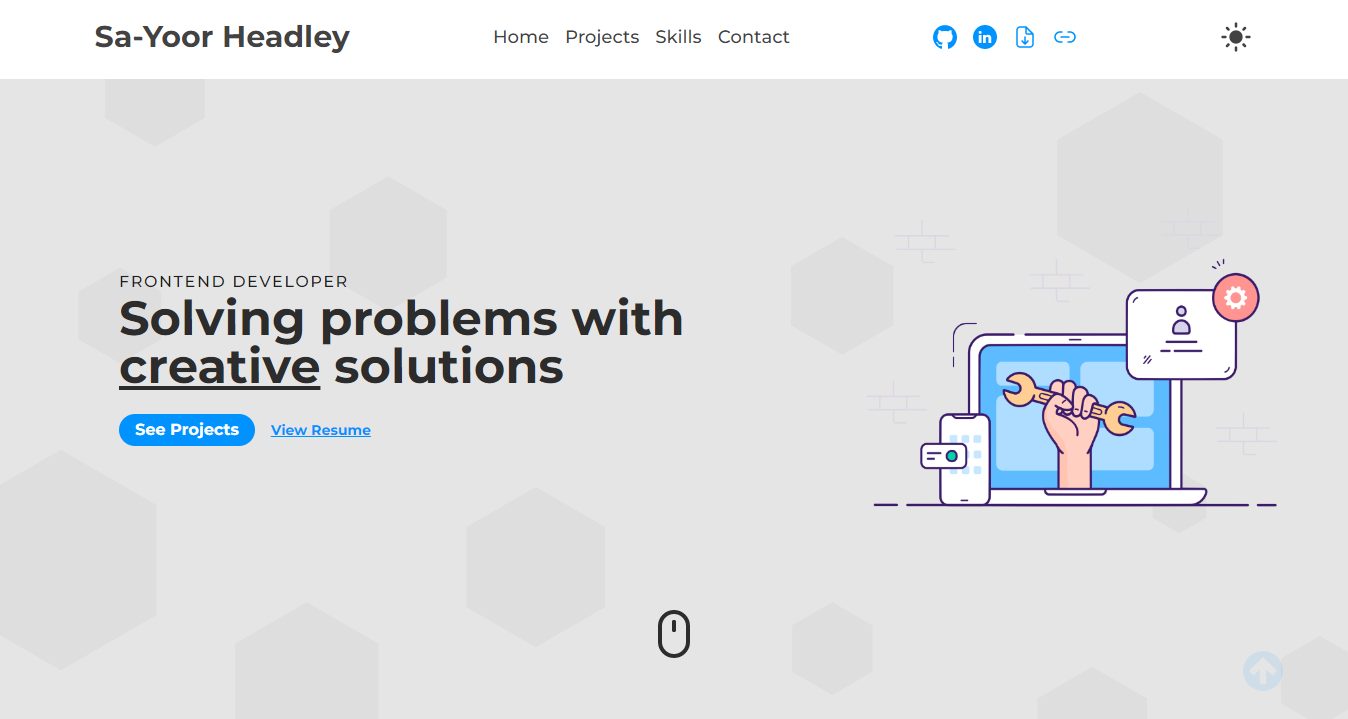 Sa-Yoor Headley
Home Projects Skills Contact
in
FRONTEND DEVELOPER
Solving problems with
creative solutions
See Projects View Resume